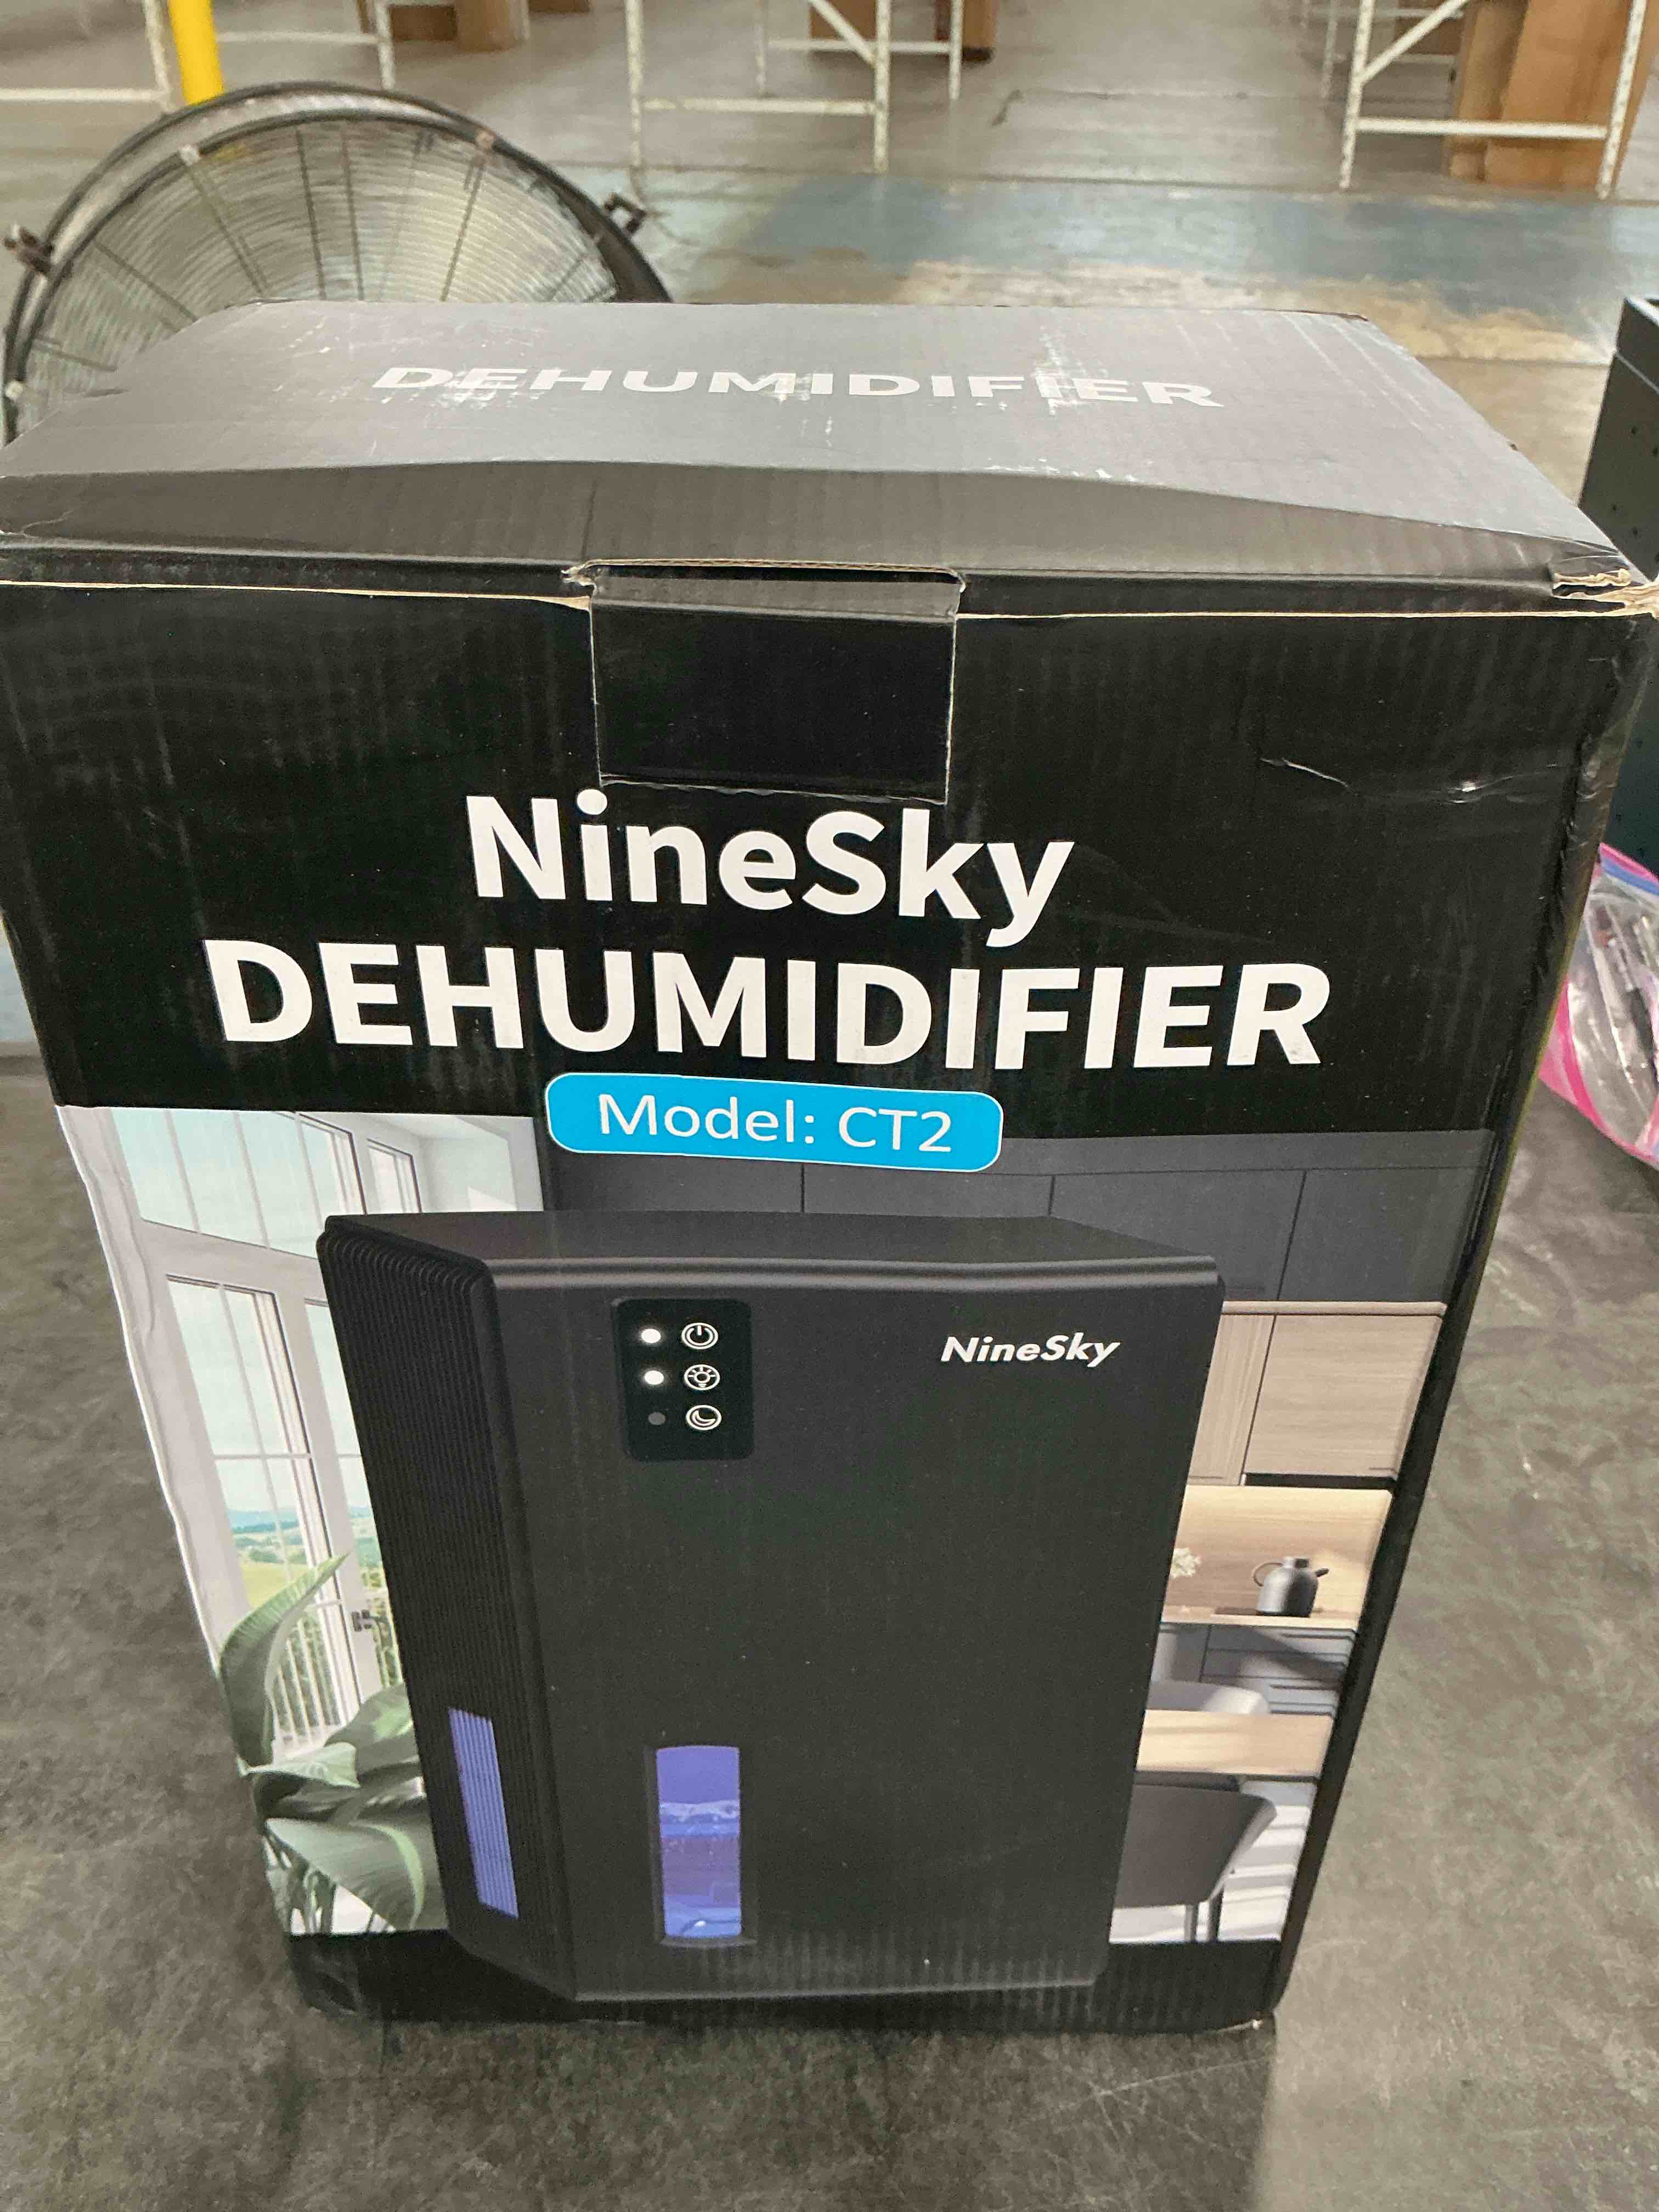 DEHUMIDIFIER
NineSky
DEHUMIDIFIER
Model: CT2
NineSky